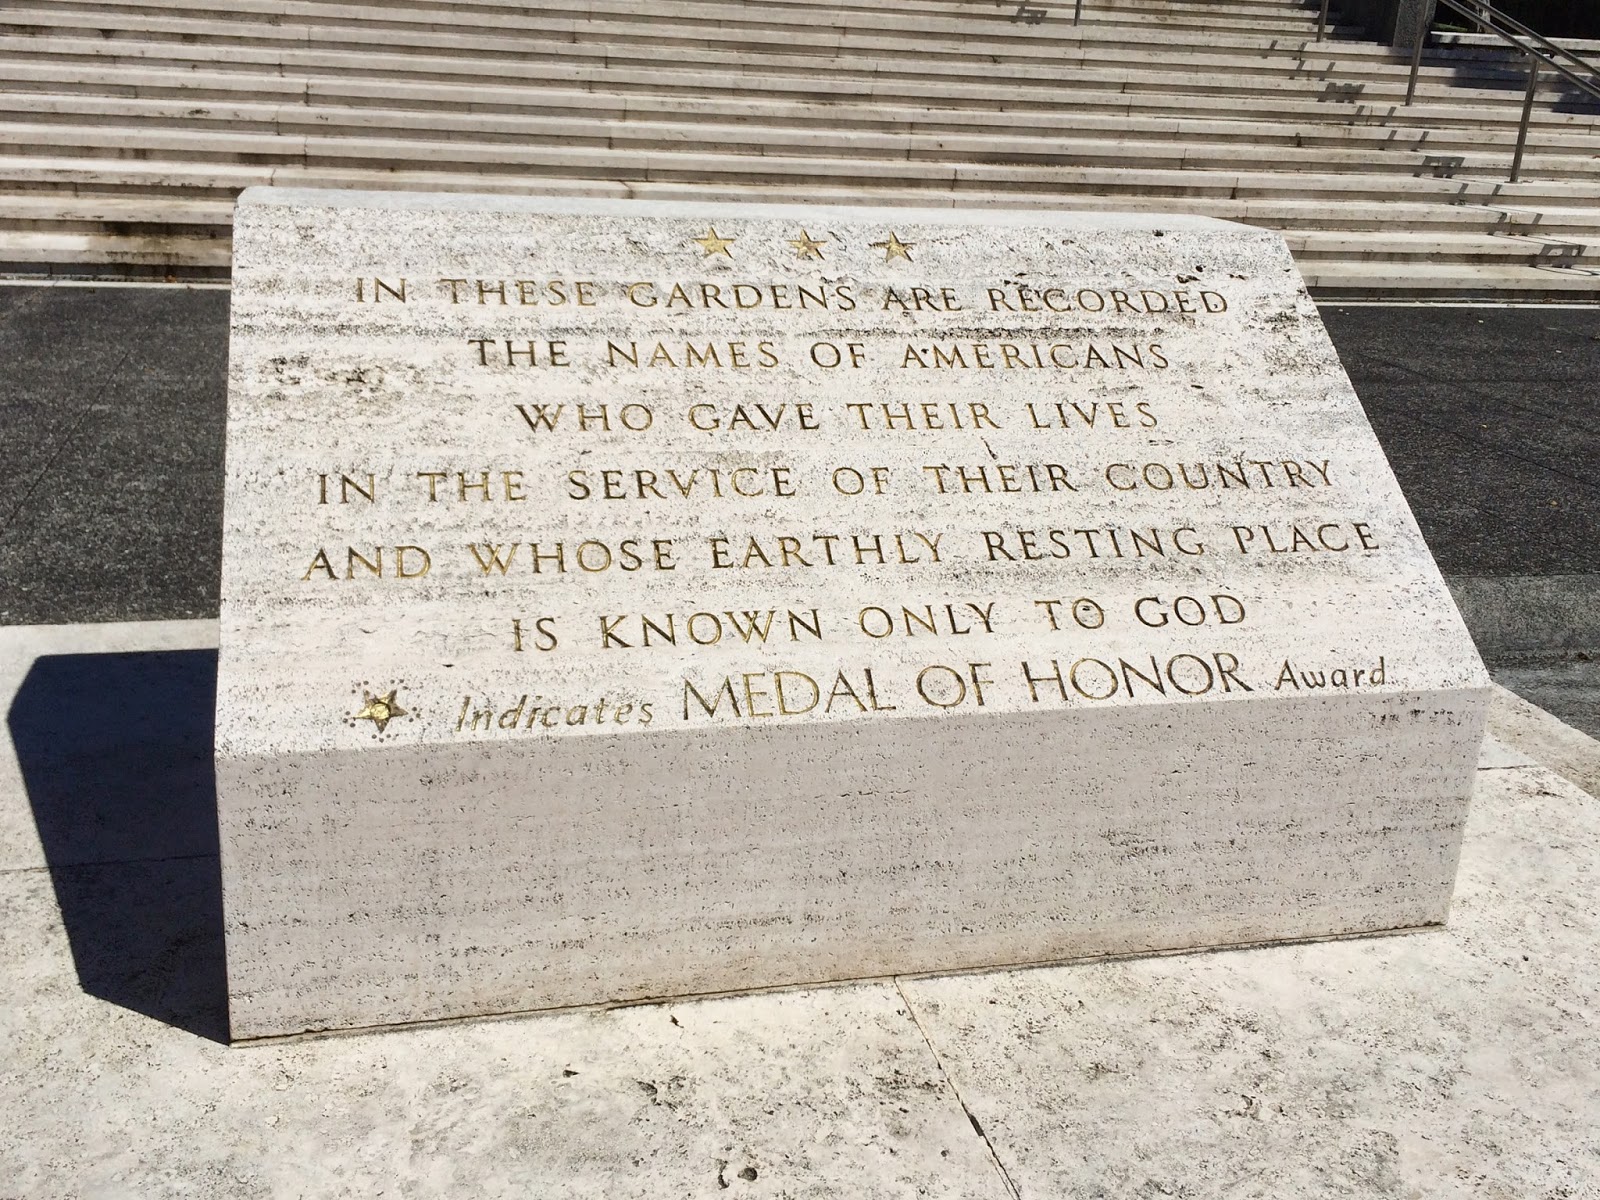 IN THESE GARDENS ARE RECORDED
THE NAMES OF AMERICANS
WHO GAVE THEIR LIVES
IN THE SERVICE OF THEIR COUNTRY
AND WHOSE EARTHLY RESTING PLACE
IS KNOWN ONLY TO GOD
Indicates MEDAL OF HONOR Award